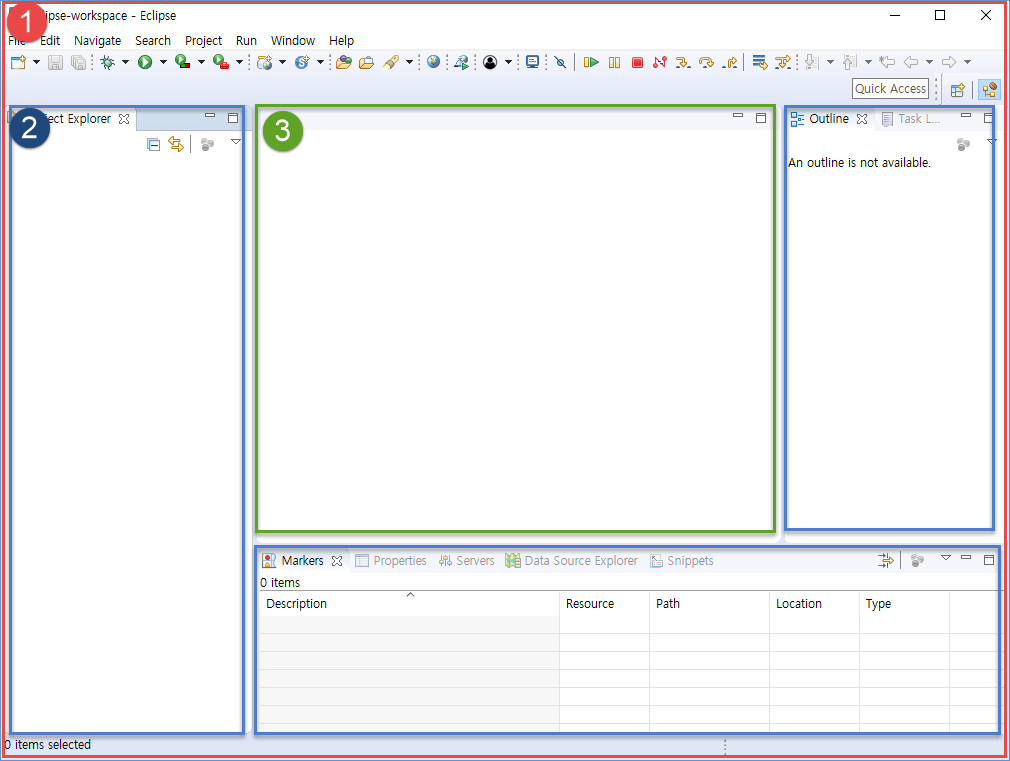 1
ipse-workspace - Eclipse
File Edit Navigate Search Project Run Window Help
Quick Access
2
ect Explorer
3
Outline Task L...
An outline is not available.
Markers Properties Servers Data Source Explorer Snippets
0 items
Description Resource Path Location Type
0 items selected